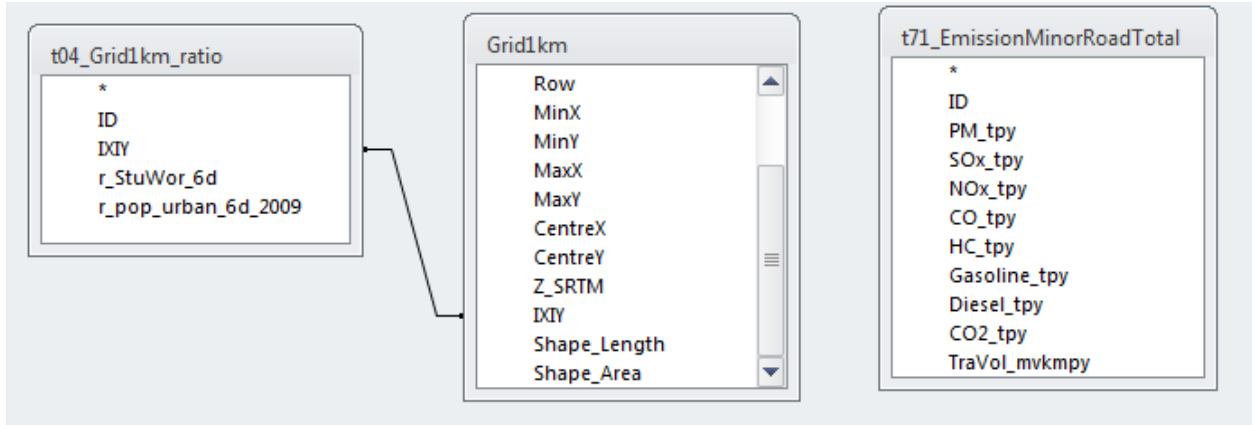 t04_Grid1km_ratio
*
ID
IXIY
r_StuWor_6d
r_pop_urban_6d_2009
Grid1km
Row
MinX
MinY
MaxX
MaxY
CentreX
CentreY
Z_SRTM
IXIY
Shape_Length
Shape_Area
t71_EmissionMinorRoadTotal
*
ID
PM_tpy
SOx_tpy
NOx_tpy
CO_tpy
HC_tpy
Gasoline_tpy
Diesel_tpy
CO2_tpy
TraVol_mvkmpy